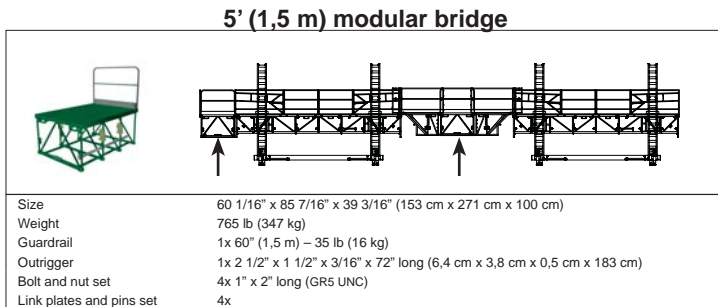 5’ (1,5 m) modular bridge
Size 60 1/16” x 85 7/16” x 39 3/16” (153 cm x 271 cm x 100 cm)
Weight 765 lb (347 kg)
Guardrail 1x 60” (1,5 m) – 35 lb (16 kg)
Outrigger 1x 2 1/2” x 1 1/2” x 3/16” x 72” long (6,4 cm x 3,8 cm x 0,5 cm x 183 cm)
Bolt and nut set 4x 1” x 2” long (GR5 UNC)
Link plates and pins set 4x